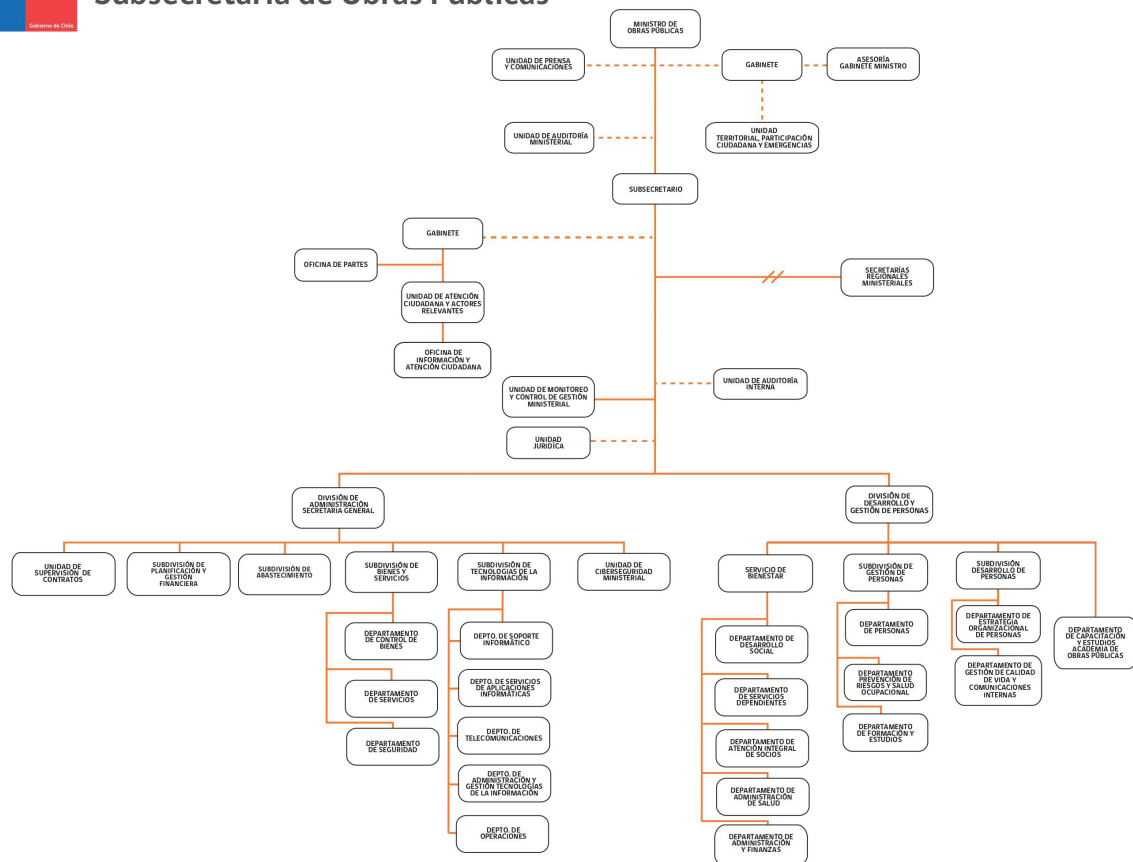 Subsecretaría de Obras Públicas
Gobierno de Chile
MINISTRO DE
OBRAS PÚBLICAS
UNIDAD DE PRENSA
Y COMUNICACIONES
GABINETE
ASESORÍA
GABINETE MINISTRO
UNIDAD DE AUDITORÍA
MINISTERIAL
UNIDAD
TERRITORIAL, PARTICIPACIÓN
CIUDADANA Y EMERGENCIAS
SUBSECRETARIO
GABINETE
OFICINA DE PARTES
SECRETARÍAS
REGIONALES
MINISTERIALES
UNIDAD DE ATENCIÓN
CIUDADANA Y ACTORES
RELEVANTES
OFICINA DE
INFORMACIÓN Y
ATENCIÓN CIUDADANA
UNIDAD DE AUDITORÍA
INTERNA
UNIDAD DE MONITOREO
Y CONTROL DE GESTIÓN
MINISTERIAL
UNIDAD
JURIDÍCA
DIVISIÓN DE
ADMINISTRACIÓN
SECRETARIA GENERAL
DIVISIÓN DE
DESARROLLO Y
GESTIÓN DE PERSONAS
UNIDAD DE
SUPERVISIÓN DE
CONTRATOS
SUBDIVISIÓN DE
PLANIFICACIÓN Y
GESTIÓN
FINANCIERA
SUBDIVISIÓN DE
ABASTECIMIENTO
SUBDIVISIÓN DE
BIENES Y
SERVICIOS
SUBDIVISIÓN DE
TECNOLOGÍAS DE LA
INFORMACIÓN
UNIDAD DE
CIBERSEGURIDAD
MINISTERIAL
SERVICIO DE
BIENESTAR
SUBDIVISIÓN DE
GESTIÓN DE
PERSONAS
SUBDIVISIÓN
DESARROLLO DE
PERSONAS
DEPARTAMENTO
DE CAPACITACIÓN
Y ESTUDIOS
ACADEMIA DE
OBRAS PÚBLICAS
DEPARTAMENTO
DE CONTROL DE
BIENES
DEPARTAMENTO
DE SERVICIOS
DEPARTAMENTO
DE SEGURIDAD
DEPTO. DE SOPORTE
INFORMÁTICO
DEPTO. DE SERVICIOS
DE APLICACIONES
INFORMÁTICAS
DEPTO. DE
TELECOMUNICACIONES
DEPTO. DE
ADMINISTRACIÓN Y
GESTIÓN TECNOLOGÍAS
DE LA INFORMACIÓN
DEPTO. DE
OPERACIONES
DEPARTAMENTO DE
DESARROLLO
SOCIAL
DEPARTAMENTO
DE SERVICIOS
DEPENDIENTES
DEPARTAMENTO DE
ATENCIÓN INTEGRAL
DE SOCIOS
DEPARTAMENTO DE
ADMINISTRACIÓN
DE SALUD
DEPARTAMENTO DE
ADMINISTRACIÓN
Y FINANZAS
DEPARTAMENTO
DE PERSONAS
DEPARTAMENTO
PREVENCIÓN DE
RIESGOS Y SALUD
OCUPACIONAL
DEPARTAMENTO
DE FORMACIÓN Y
ESTUDIOS
DEPARTAMENTO DE
ESTRATEGIA
ORGANIZACIONAL
DE PERSONAS
DEPARTAMENTO DE
GESTIÓN DE CALIDAD
DE VIDA Y
COMUNICACIONES
INTERNAS